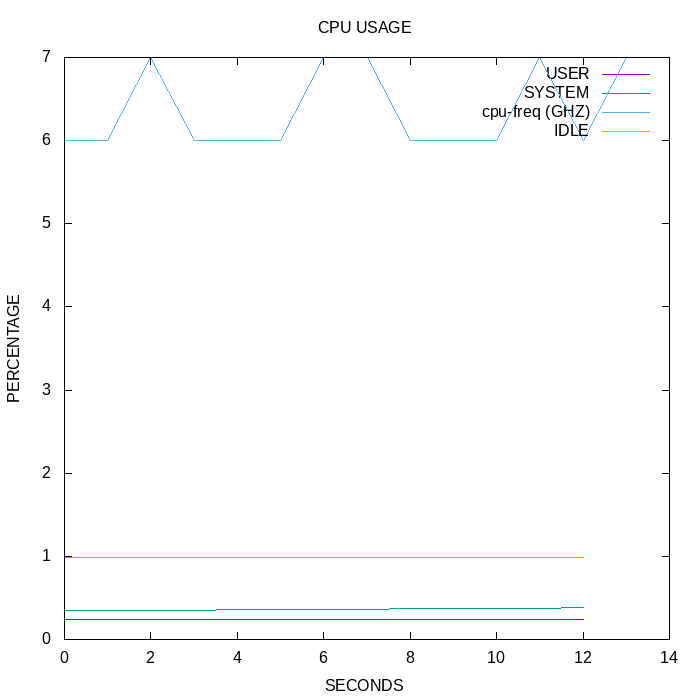 CPU USAGE
7
6
5
4
3
2
1
0
PERCENTAGE
USER
SYSTEM
cpu-freq (GHZ)
IDLE
0 2 4 6 8 10 12 14
SECONDS